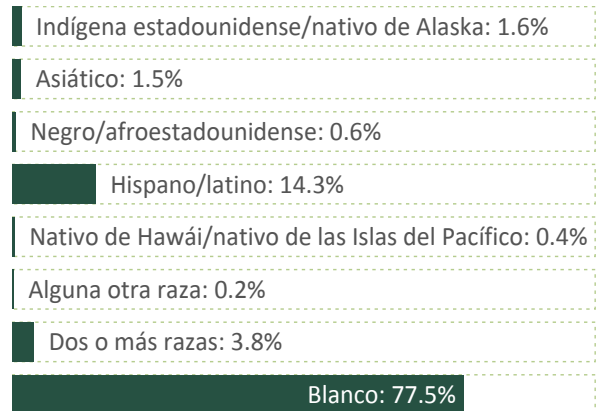 Indígena estadounidense/nativo de Alaska: 1.6%
Asiático: 1.5%
Negro/afroestadounidense: 0.6%
Hispano/latino: 14.3%
Nativo de Hawái/nativo de las Islas del Pacífico: 0.4%
Alguna otra raza: 0.2%
Dos o más razas: 3.8%
Blanco: 77.5%